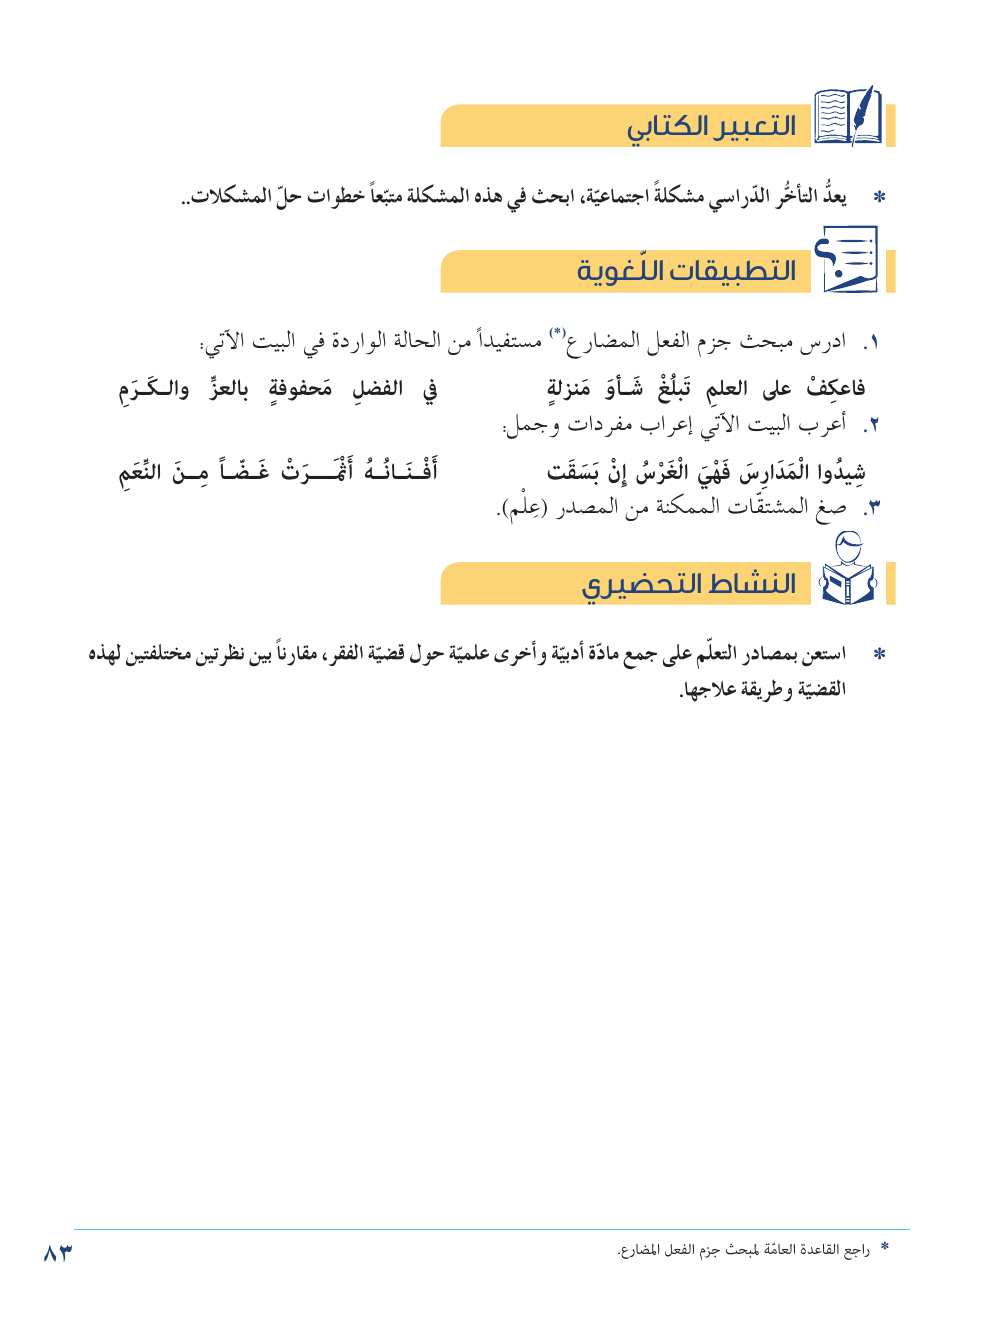 التعبير الكتابي
* يعدُّ التأخُّر الدّراسي مشكلةً اجتماعيّة، ابحث في هذه المشكلة متبّعاً خطوات حلّ المشكلات..
التطبيقات اللّغوية
١. ادرس مبحث جزم الفعل المضارع(*) مستفيداً من الحالة الواردة في البيت الآتي:
فاعكِفْ على العلمِ تَبلُغْ شَأوَ مَنزلةٍ في الفضلِ مَحفوفةٍ بالعزِّ والكَرَمِ
٢. أعرب البيت الآتي إعراب مفردات وجمل:
شِيدُوا الْمَدَارِسَ فَهْيَ الْغَرْسُ إِنْ بَسَقَت أَفْنَانُهُ أَثْمَرَتْ غَضّاً مِنَ النِّعَمِ
٣. صغ المشتقّات الممكنة من المصدر (عِلْم).
النشاط التحضيري
* استعن بمصادر التعلّم على جمع مادّة أدبيّة وأخرى علميّة حول قضيّة الفقر، مقارناً بين نظرتين مختلفتين لهذه
القضيّة وطريقة علاجها.
* راجع القاعدة العامّة لمبحث جزم الفعل المضارع.
٨٣